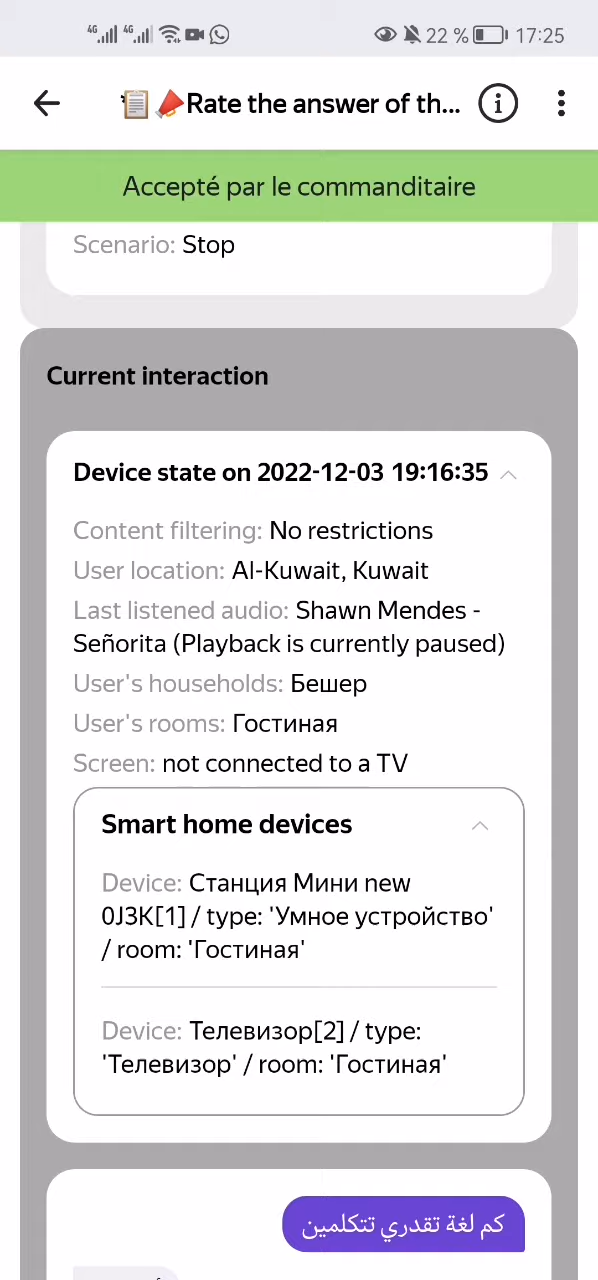 4G 4G 22 % 17:25
Rate the answer of th...
Accepté par le commanditaire
Scenario: Stop
Current interaction
Device state on 2022-12-03 19:16:35
Content filtering: No restrictions
User location: Al-Kuwait, Kuwait
Last listened audio: Shawn Mendes -
Señorita (Playback is currently paused)
User's households: Бешер
User's rooms: Гостиная
Screen: not connected to a TV
Smart home devices
Device: Станция Мини new
0J3K[1] / type: 'Умное устройство'
/ room: 'Гостиная'
Device: Телевизор[2] / type:
'Телевизор' / room: 'Гостиная'
كم لغة تقدري تتكلمين